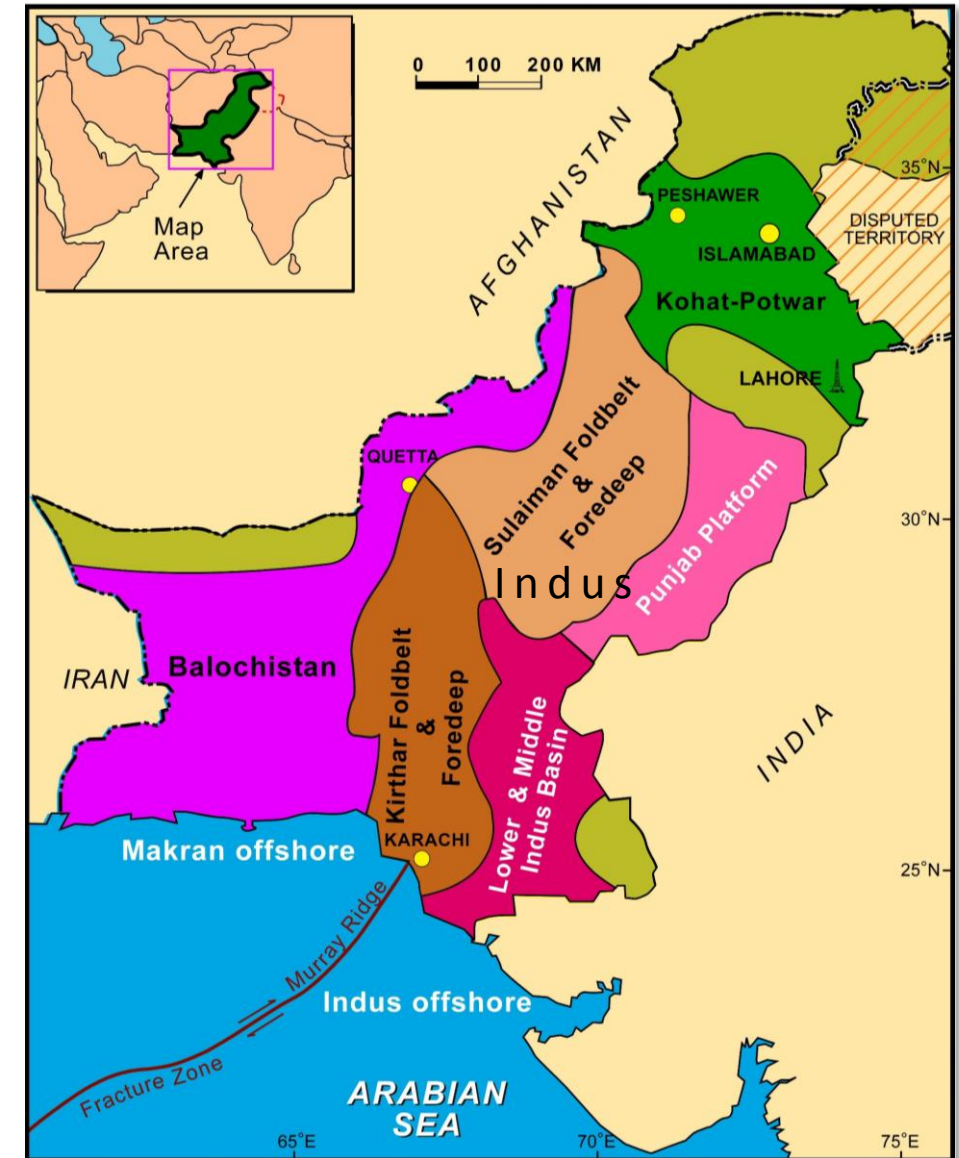 Map
Area
0 100 200 KM
AFGHANISTAN
35°N
PESHAWER
DISPUTED
TERRITORY
ISLAMABAD
Kohat-Potwar
LAHORE
QUETTA
Sulaiman Foldbelt
&
Foredeep
30°N
Punjab Platform
Indus
IRAN
Balochistan
Kirthar Foldbelt
&
Foredeep
Lower & Middle
Indus Basin
INDIA
KARACHI
Makran offshore
25°N
Murray Ridge
Indus offshore
Fracture Zone
ARABIAN
SEA
65°E
70°E
75°E